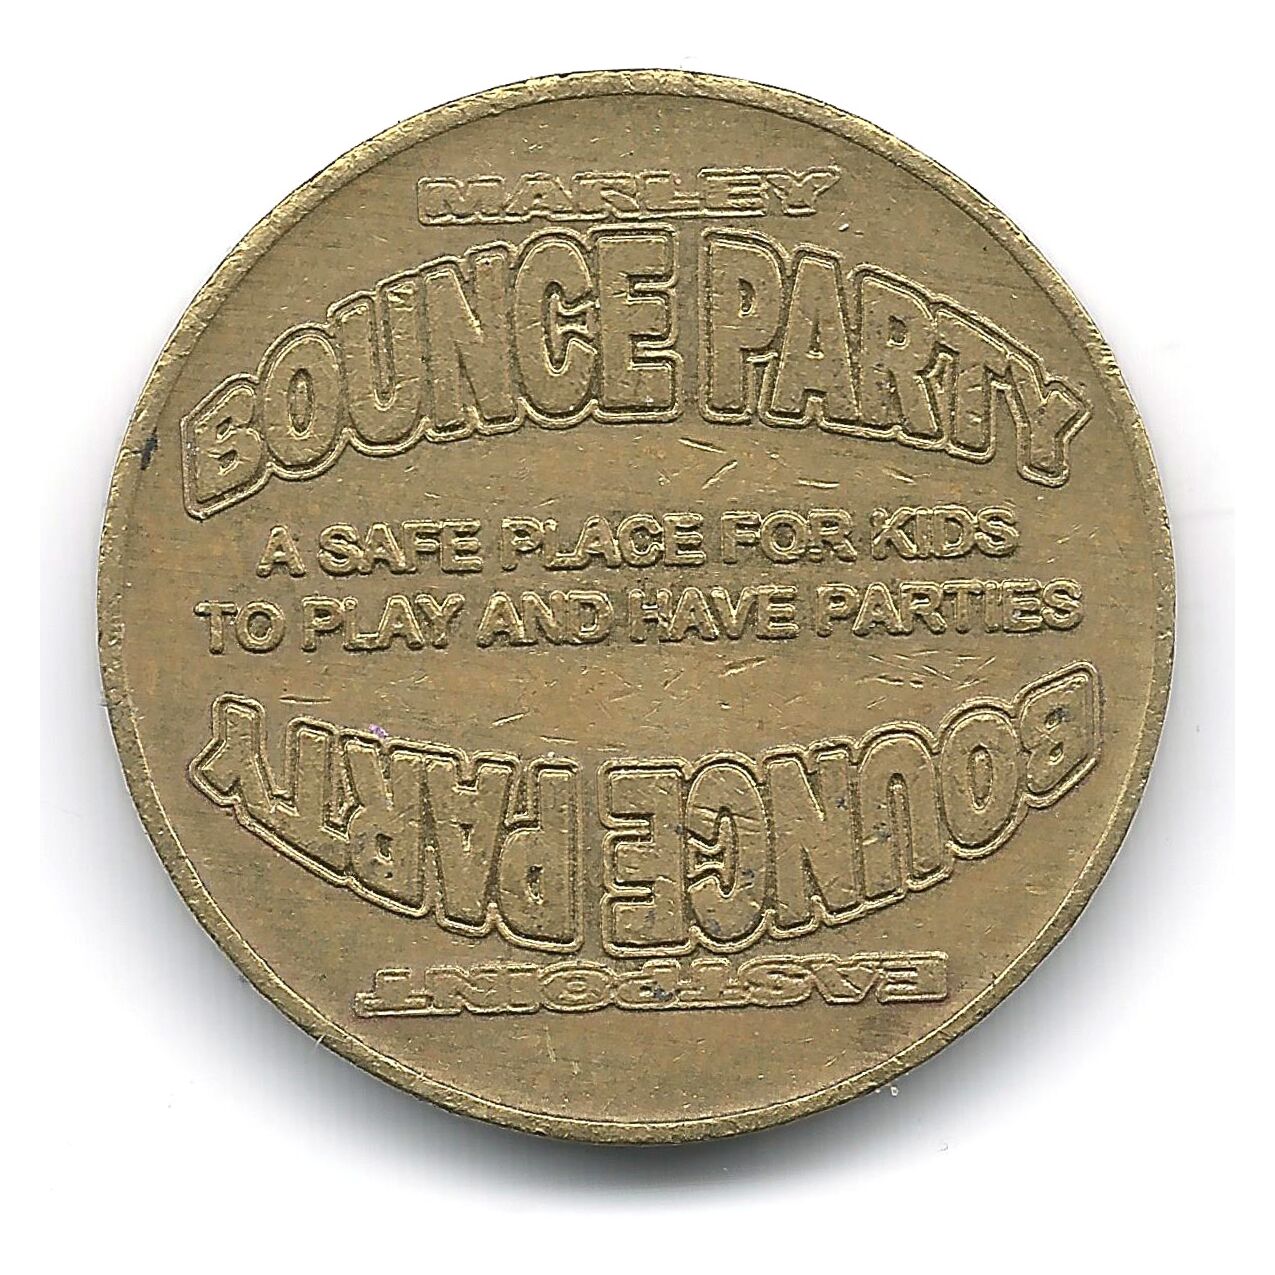 MARLEY
BOUNCE PARTY
A SAFE PLACE FOR KIDS
TO PLAY AND HAVE PARTIES
BOUNCE PARTY
EASTPOINT